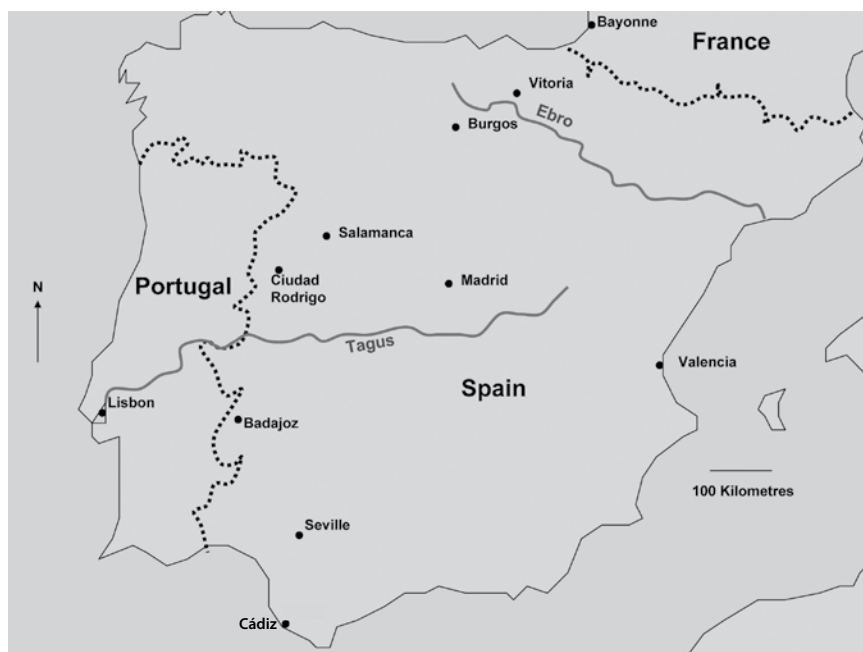 Bayonne
France
Vitoria
Ebro
Burgos
Salamanca
N
Portugal
Ciudad
Rodrigo
Madrid
Tagus
Valencia
Spain
Lisbon
Badajoz
100 Kilometres
Seville
Cádiz